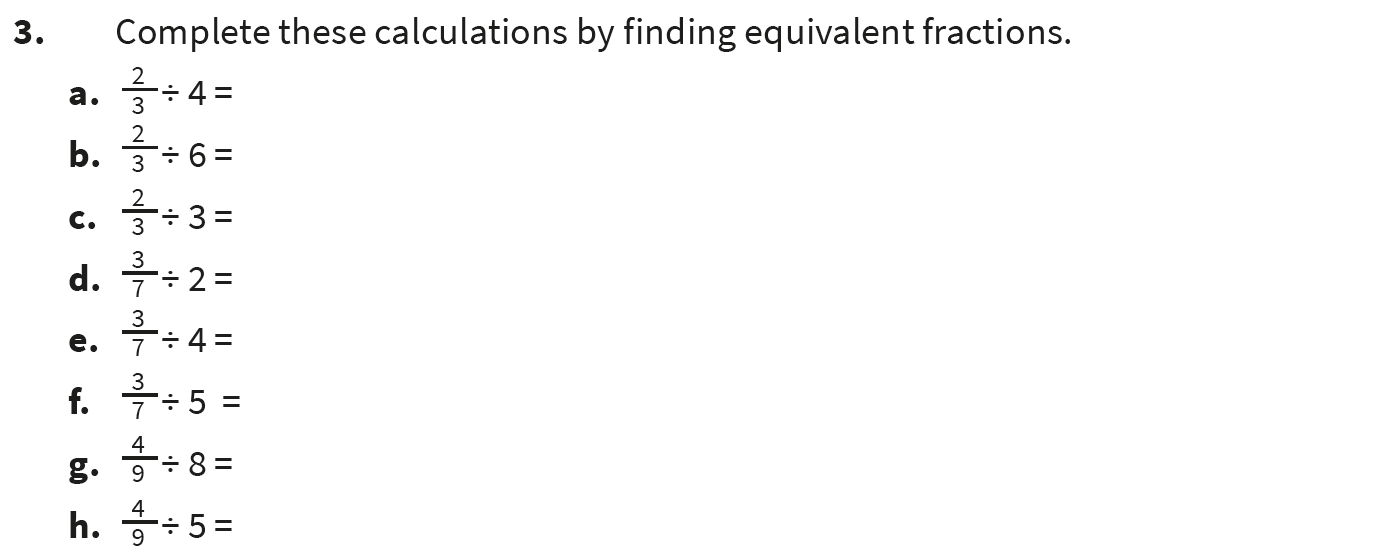 3. Complete these calculations by finding equivalent fractions.
a. 2/3 ÷ 4 =
b. 2/3 ÷ 6 =
c. 2/3 ÷ 3 =
d. 3/7 ÷ 2 =
e. 3/7 ÷ 4 =
f. 3/7 ÷ 5 =
g. 4/9 ÷ 8 =
h. 4/9 ÷ 5 =